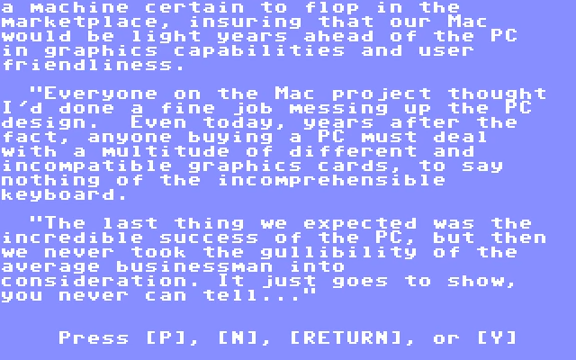 a machine certain to flop in the
marketplace, insuring that our Mac
would be light years ahead of the PC
in graphics capabilities and user
friendliness.
"Everyone on the Mac project thought
I'd done a fine job messing up the PC
design.  Even today, years after the
fact, anyone buying a PC must deal
with a multitude of different and
incompatible graphics cards, to say
nothing of the incomprehensible
keyboard.
"The last thing we expected was the
incredible success of the PC, but then
we never took the gullibility of the
average businessman into
consideration. It just goes to show,
you never can tell..."
Press [P], [N], [RETURN], or [Y]